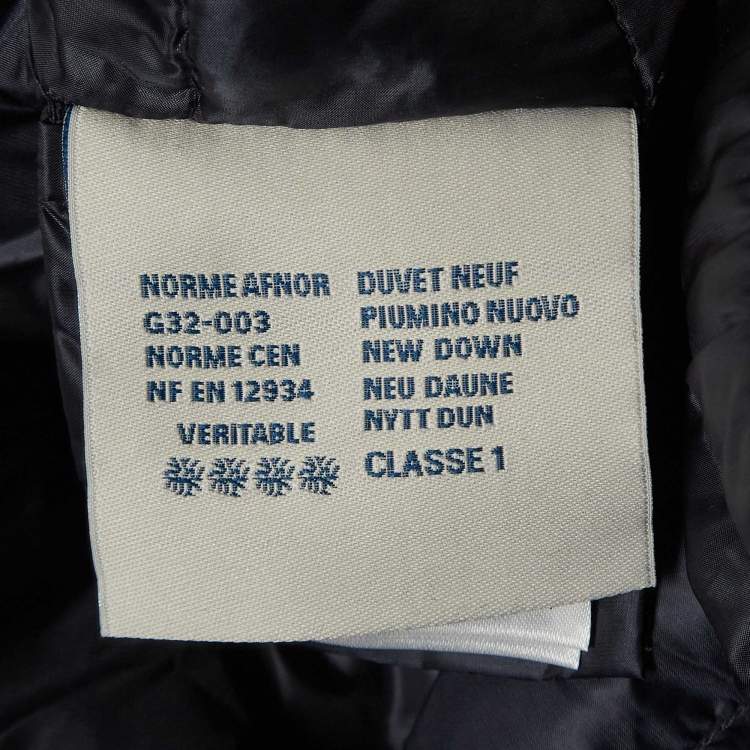 NORME AFNOR
G32-003
NORME CEN
NF EN 12934
VERITABLE
DUVET NEUF
PIUMINO NUOVO
NEW DOWN
NEU DAUNE
NYTT DUN
CLASSE 1